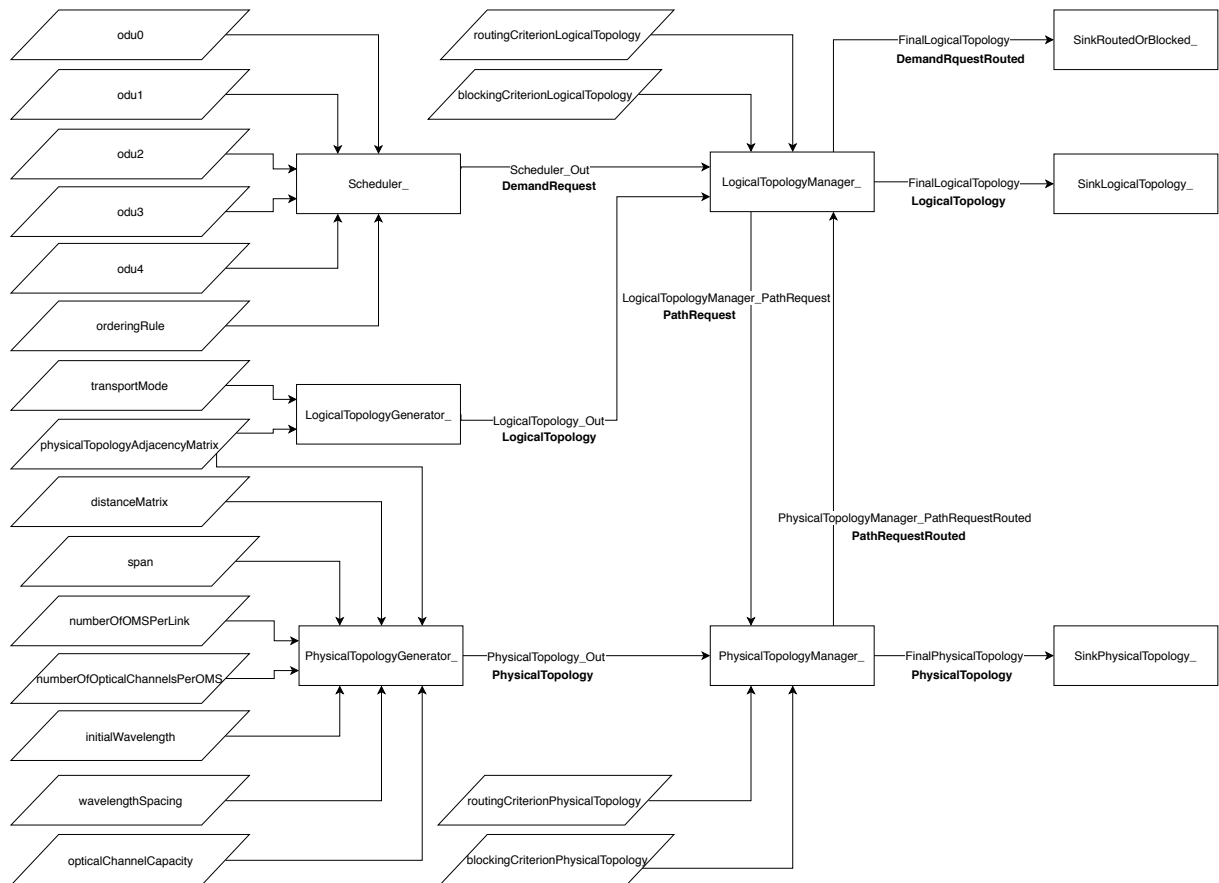 odu0
odu1
odu2
odu3
odu4
orderingRule
transportMode
physicalTopologyAdjacencyMatrix
distanceMatrix
span
numberOfOMSPerLink
numberOfOpticalChannelsPerOMS
initialWavelength
wavelengthSpacing
opticalChannelCapacity
Scheduler_
LogicalTopologyGenerator_
PhysicalTopologyGenerator_
routingCriterionLogicalTopology
blockingCriterionLogicalTopology
Scheduler_Out
DemandRequest
LogicalTopology_Out
LogicalTopology
PhysicalTopology_Out
PhysicalTopology
routingCriterionPhysicalTopology
blockingCriterionPhysicalTopology
LogicalTopologyManager_
LogicalTopologyManager_PathRequest
PathRequest
PhysicalTopologyManager_PathRequestRouted
PathRequestRouted
PhysicalTopologyManager_
FinalLogicalTopology
DemandRquestRouted
FinalLogicalTopology
LogicalTopology
FinalPhysicalTopology
PhysicalTopology
SinkRoutedOrBlocked_
SinkLogicalTopology_
SinkPhysicalTopology_